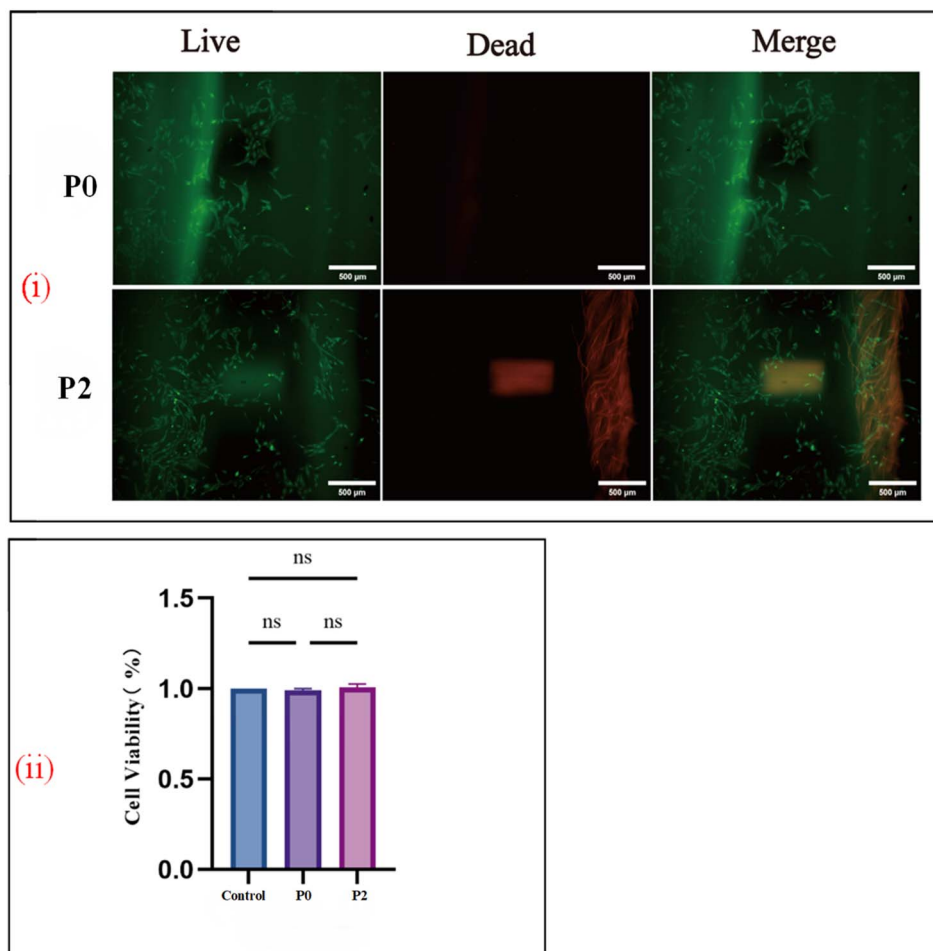 Live Dead Merge
P0
500 µm 500 µm 500 µm
(i)
P2
500 µm 500 µm 500 µm
ns
1.5
ns ns
1.0
Cell Viability( %)
(ii)
0.5
0.0
Control P0 P2